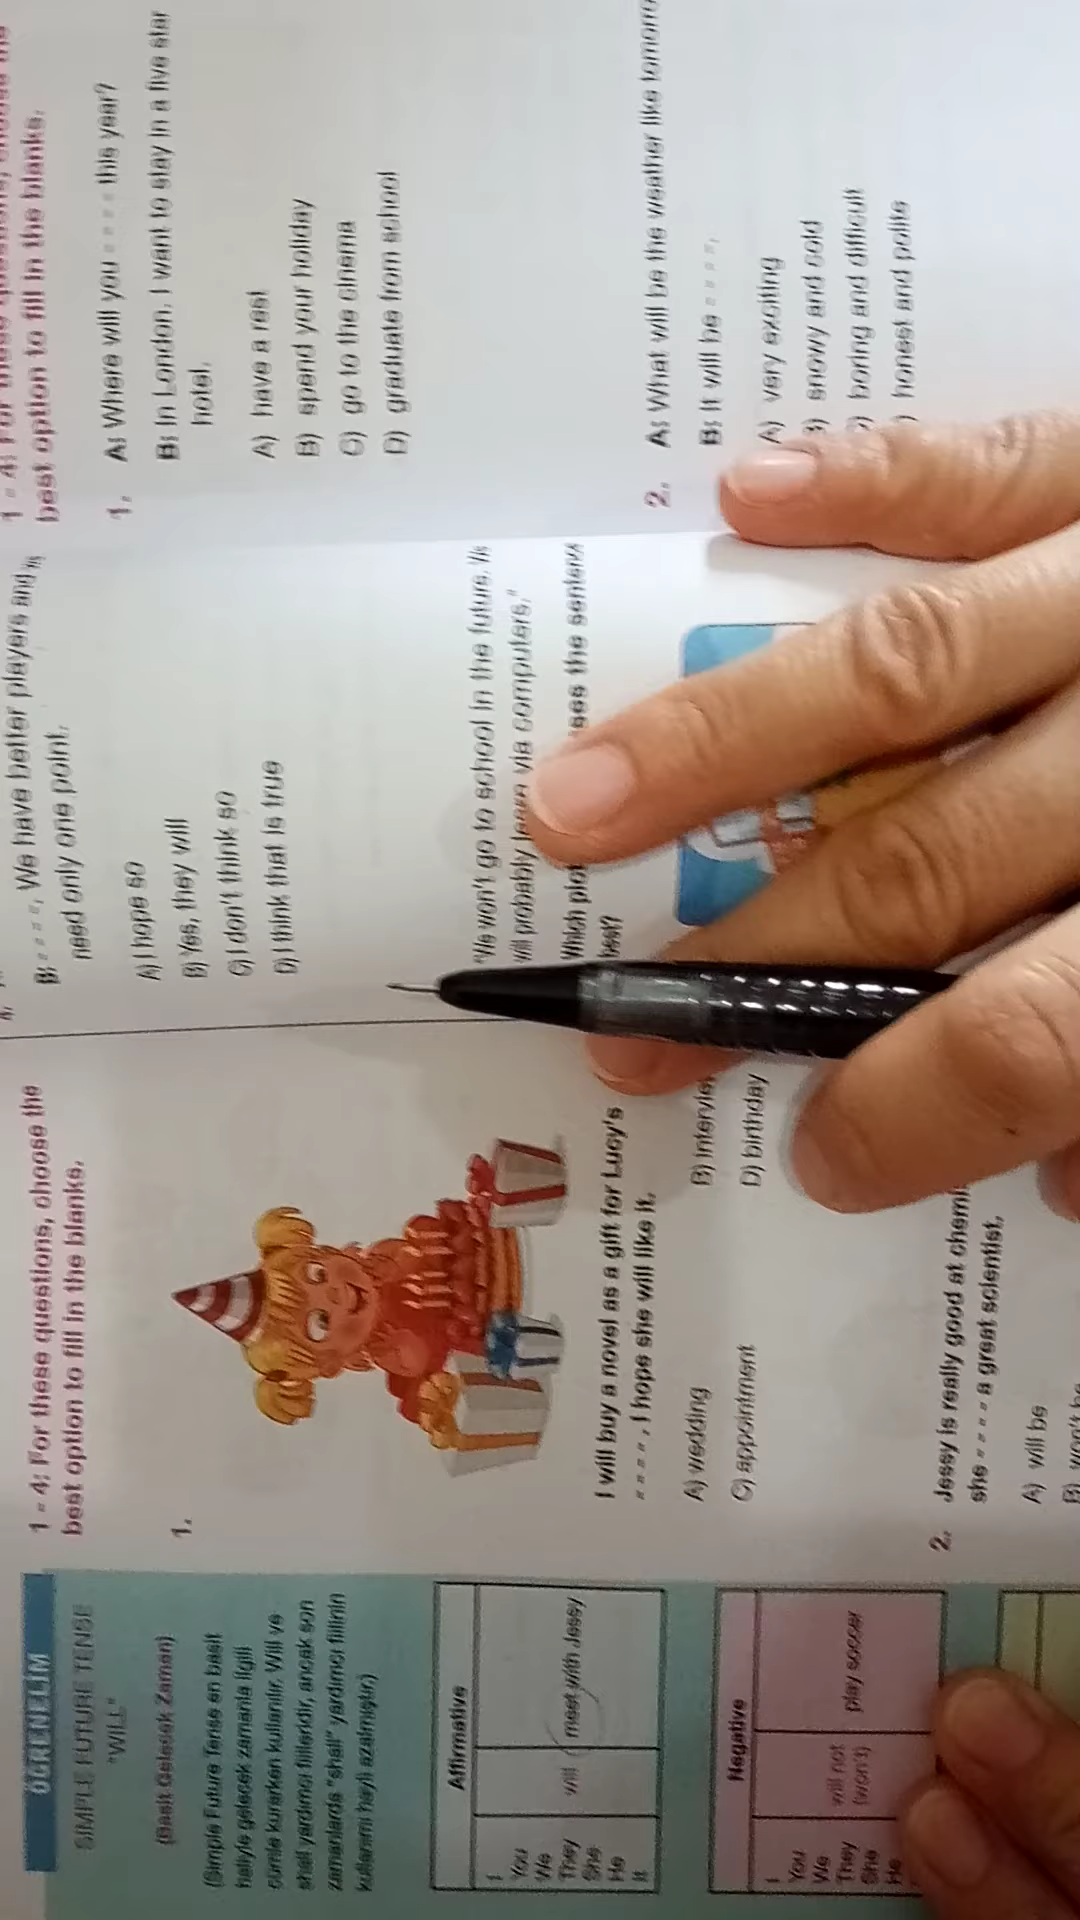 ÖĞRENELİM
SIMPLE FUTURE TENSE
"WILL"
(Basit Gelecek Zaman)
(Simple Future Tense en basit
haliyle gelecek zamanla ilgili
cümle kurarken kullanılır. Will ve
shall yardımcı fiilleridir, ancak son
zamanlarda "shall" yardımcı fiilinin
kullanımı hayli azalmıştır.)
Affirmative
I
You
We
They
She
He
It
will
meet with Jessy
Negative
I
You
We
They
She
He
will not
(won't)
play soccer
1 - 4: For these questions, choose the
best option to fill in the blanks.
1.
I will buy a novel as a gift for Lucy's
- - - - . I hope she will like it.
A) wedding
B) intervie
C) appointment
D) birthday
2. Jessy is really good at chemi
she - - - - a great scientist.
A) will be
B) won't be
B: - - - -. We have better players and
need only one point.
A) I hope so
B) Yes, they will
C) I don't think so
D) I think that is true
"We won't go to school in the future. We
will probably learn via computers."
Which the
best?
1 - 4: For these questions, choose the
best option to fill in the blanks.
1. A: Where will you - - - - this year?
B: In London. I want to stay in a five star
hotel.
A) have a rest
B) spend your holiday
C) go to the cinema
D) graduate from school
2. A: What will be the weather like tomorro
B: It will be - - - -.
A) very exciting
B) snowy and cold
) boring and difficult
) honest and polite